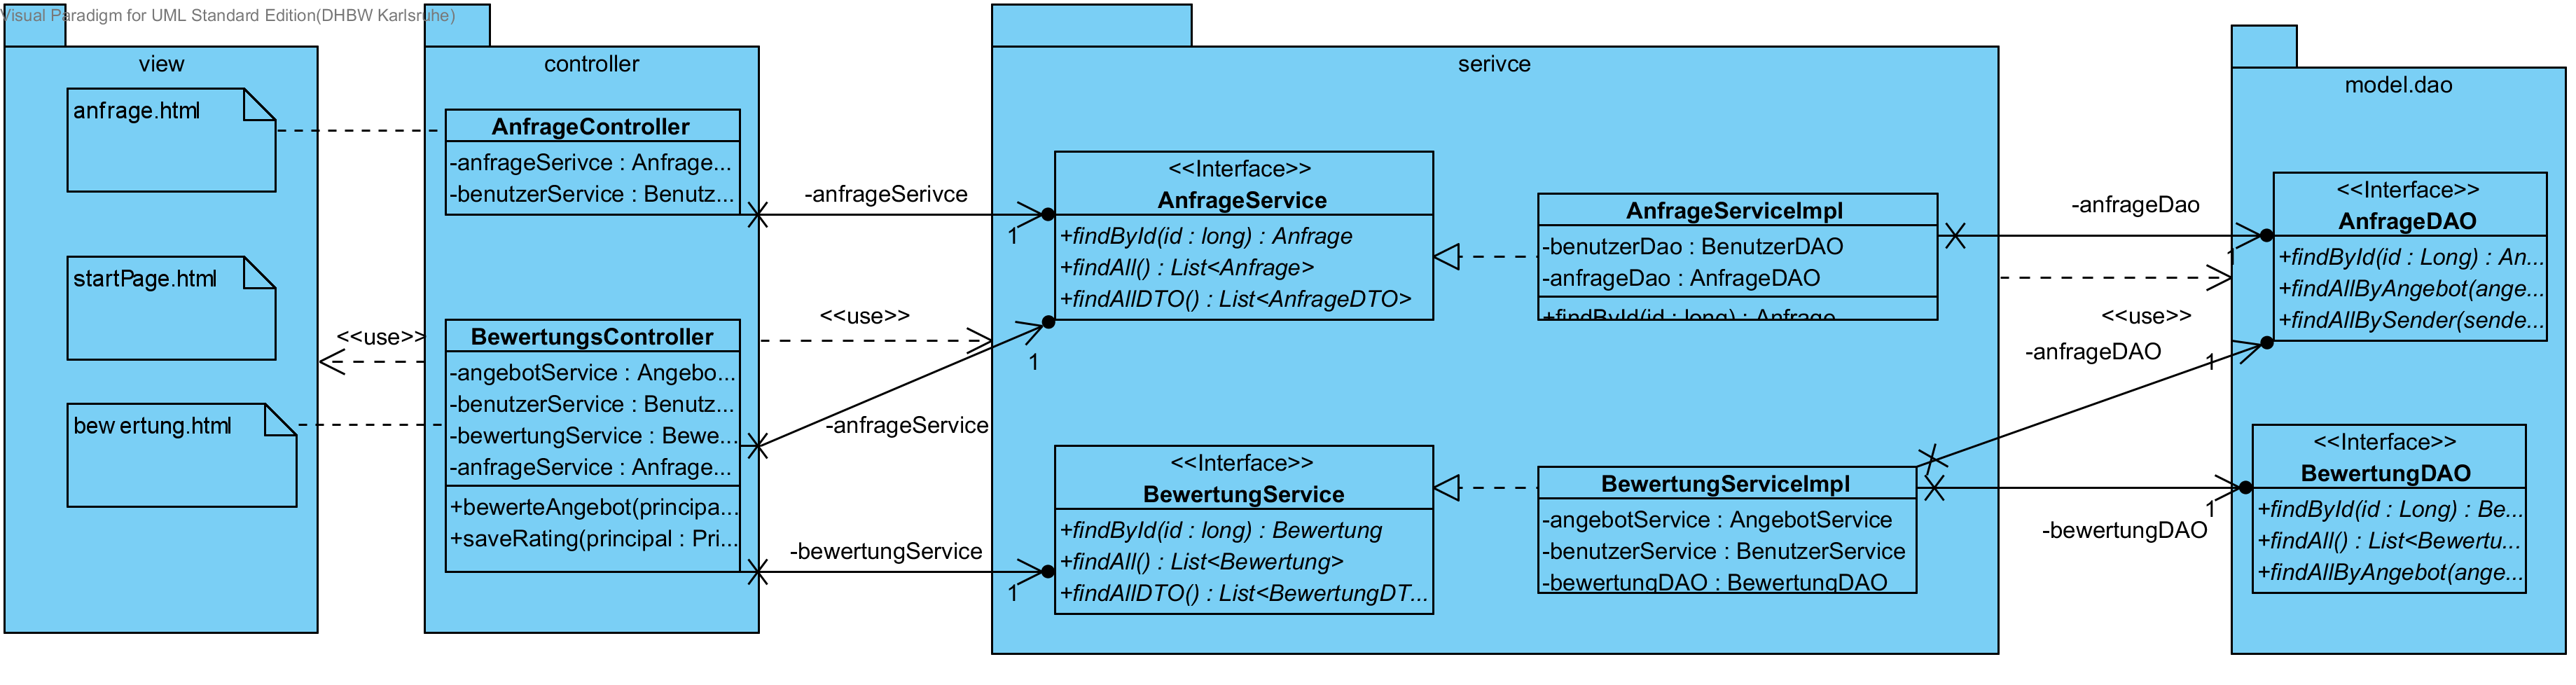 Visual Paradigm for UML Standard Edition(DHBW Karlsruhe)
view
anfrage.html
startPage.html
bewertung.html
<<use>>
controller
AnfrageController
-anfrageSerivce : Anfrage...
-benutzerService : Benutz...
BewertungsController
-angebotService : Angebo...
-benutzerService : Benutz...
-bewertungService : Bewe...
-anfrageService : Anfrage...
+bewerteAngebot(principa...
+saveRating(principal : Pri...
-anfrageSerivce
1
<<use>>
1
-anfrageService
-bewertungService
1
serivce
<<Interface>>
AnfrageService
+findById(id : long) : Anfrage
+findAll() : List<Anfrage>
+findAllDTO() : List<AnfrageDTO>
AnfrageServiceImpl
-benutzerDao : BenutzerDAO
-anfrageDao : AnfrageDAO
+findById(id : long) : Anfrage
<<Interface>>
BewertungService
+findById(id : long) : Bewertung
+findAll() : List<Bewertung>
+findAllDTO() : List<BewertungDT...
BewertungServiceImpl
-angebotService : AngebotService
-benutzerService : BenutzerService
-bewertungDAO : BewertungDAO
-anfrageDao
1
<<use>>
-anfrageDAO
1
1
-bewertungDAO
model.dao
<<Interface>>
AnfrageDAO
+findById(id : Long) : An...
+findAllByAngebot(ange...
+findAllBySender(sende...
<<Interface>>
BewertungDAO
+findById(id : Long) : Be...
+findAll() : List<Bewertu...
+findAllByAngebot(ange...